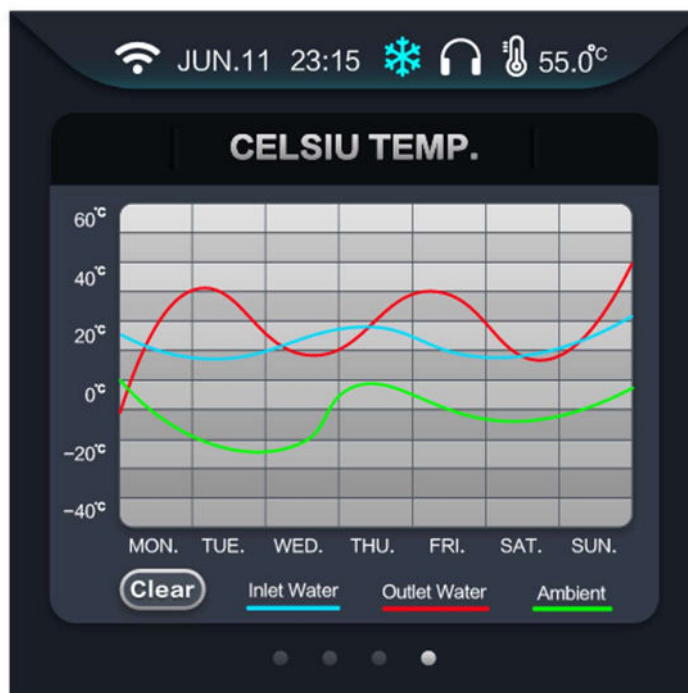 JUN.11 23:15 55.0℃
CELSIU TEMP.
60℃
40℃
20℃
0℃
−20℃
−40℃
MON. TUE. WED. THU. FRI. SAT. SUN.
Clear Inlet Water Outlet Water Ambient